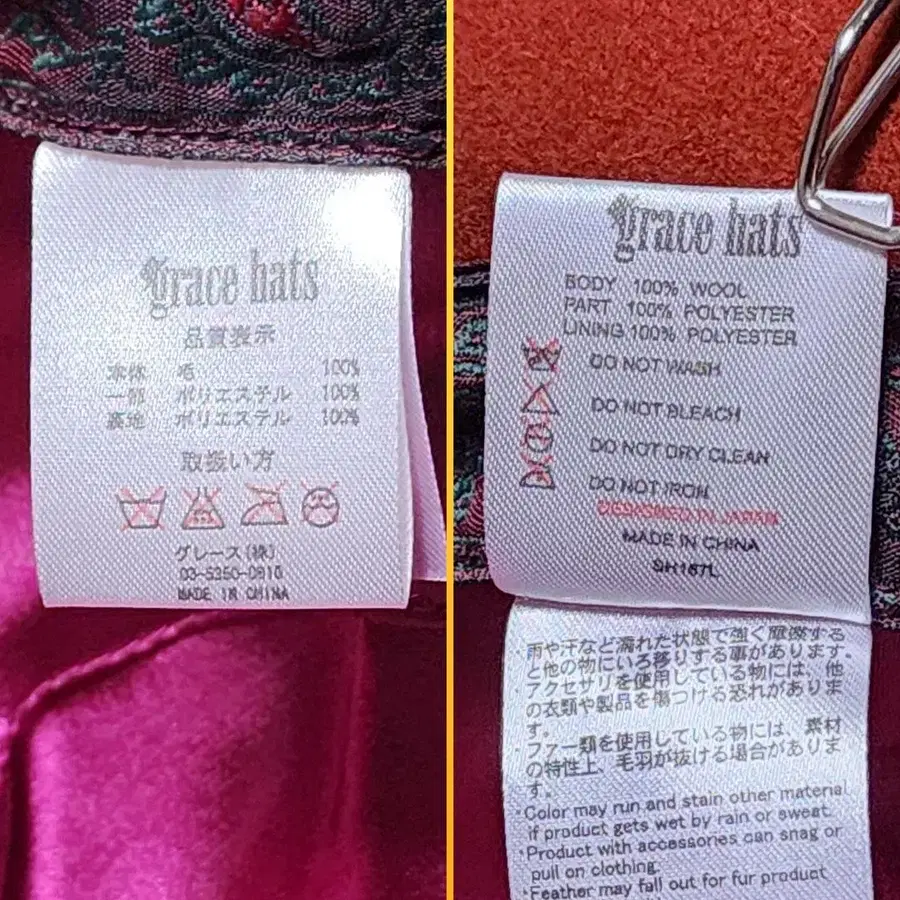 grace hats
品質表示
本体 毛 100%
一部 ポリエステル 100%
裏地 ポリエステル 100%
取扱い方
グレース(株)
03-5350-0810
MADE IN CHINA
grace hats
BODY 100% WOOL
PART 100% POLYESTER
LINING 100% POLYESTER
DO NOT WASH
DO NOT BLEACH
DO NOT DRY CLEAN
DO NOT IRON
DESIGNED IN JAPAN
MADE IN CHINA
SH167L
雨や汗など濡れた状態で強く摩擦する
と他の物にいろ移りする事があります。
アクセサリを使用している物には、他
の衣類や製品を傷つける恐れがありま
す。
ファー類を使用している物には、素材
の特性上、毛羽が抜ける場合がありま
す。
・Color may run and stain other material
if product gets wet by rain or sweat.
・Product with accessories can snag or
pull on clothing.
・Feather may fall out for fur product